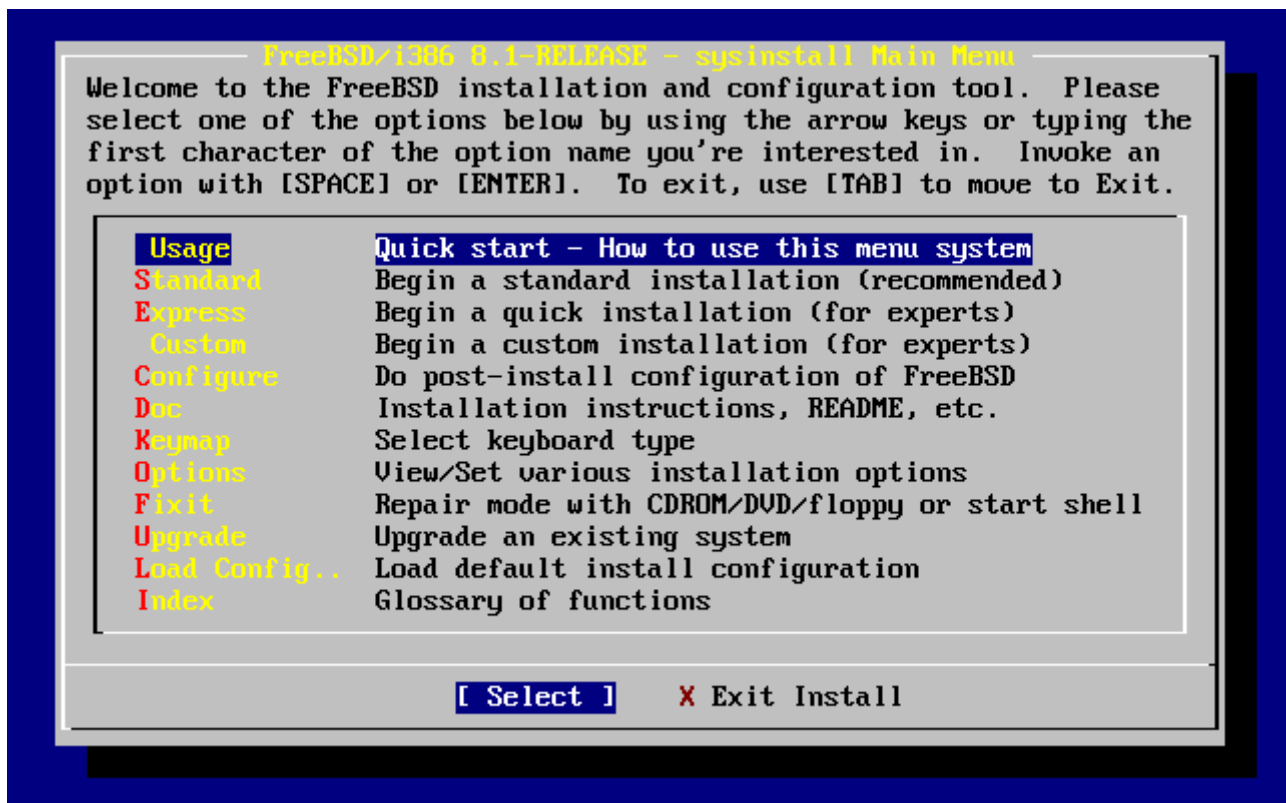 FreeBSD/i386 8.1-RELEASE - sysinstall Main Menu
Welcome to the FreeBSD installation and configuration tool.  Please
select one of the options below by using the arrow keys or typing the
first character of the option name you're interested in.  Invoke an
option with [SPACE] or [ENTER].  To exit, use [TAB] to move to Exit.
Usage Quick start - How to use this menu system
Standard Begin a standard installation (recommended)
Express Begin a quick installation (for experts)
Custom Begin a custom installation (for experts)
Configure Do post-install configuration of FreeBSD
Doc Installation instructions, README, etc.
Keymap Select keyboard type
Options View/Set various installation options
Fixit Repair mode with CDROM/DVD/floppy or start shell
Upgrade Upgrade an existing system
Load Config.. Load default install configuration
Index Glossary of functions
[ Select ] X Exit Install